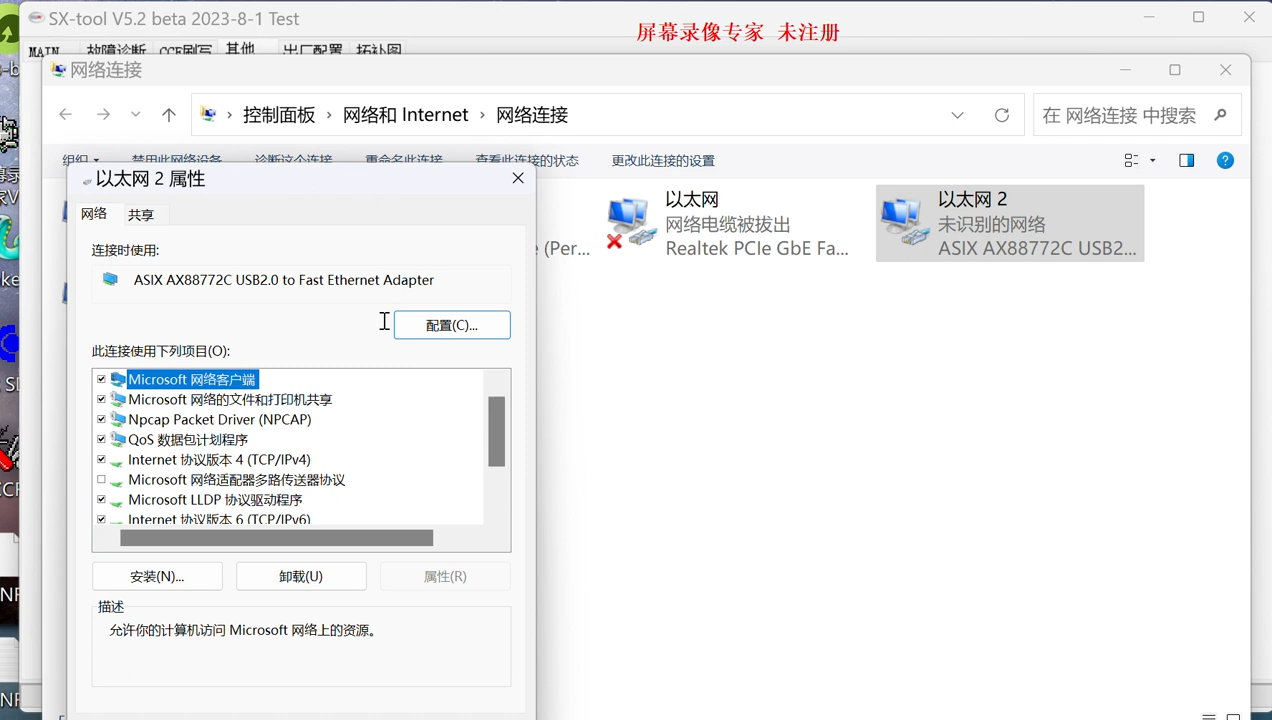 SX-tool V5.2 beta 2023-8-1 Test
屏幕录像专家 未注册
MAIN 故障诊断 CCF刷写 其他 出厂配置 拓扑图
网络连接
控制面板 › 网络和 Internet › 网络连接
在 网络连接 中搜索
组织 禁用此网络设备 诊断这个连接 重命名此连接 查看此连接的状态 更改此连接的设置
以太网 2 属性
网络 共享
连接时使用:
ASIX AX88772C USB2.0 to Fast Ethernet Adapter
配置(C)...
此连接使用下列项目(O):
Microsoft 网络客户端
Microsoft 网络的文件和打印机共享
Npcap Packet Driver (NPCAP)
QoS 数据包计划程序
Internet 协议版本 4 (TCP/IPv4)
Microsoft 网络适配器多路传送器协议
Microsoft LLDP 协议驱动程序
Internet 协议版本 6 (TCP/IPv6)
安装(N)...
卸载(U)
属性(R)
描述
允许你的计算机访问 Microsoft 网络上的资源。
(Per...
以太网
网络电缆被拔出
Realtek PCIe GbE Fa...
以太网 2
未识别的网络
ASIX AX88772C USB2...